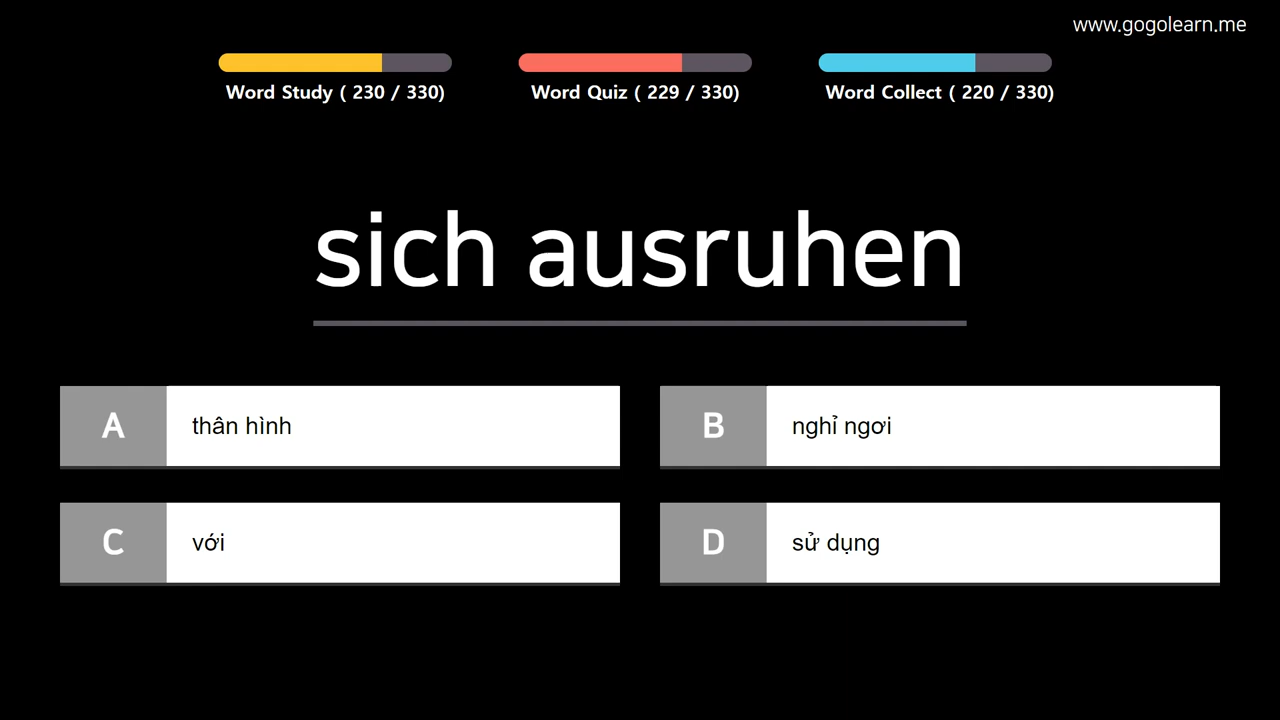 www.gogolearn.me
Word Study ( 230 / 330)
Word Quiz ( 229 / 330)
Word Collect ( 220 / 330)
sich ausruhen
A thân hình
B nghỉ ngơi
C với
D sử dụng